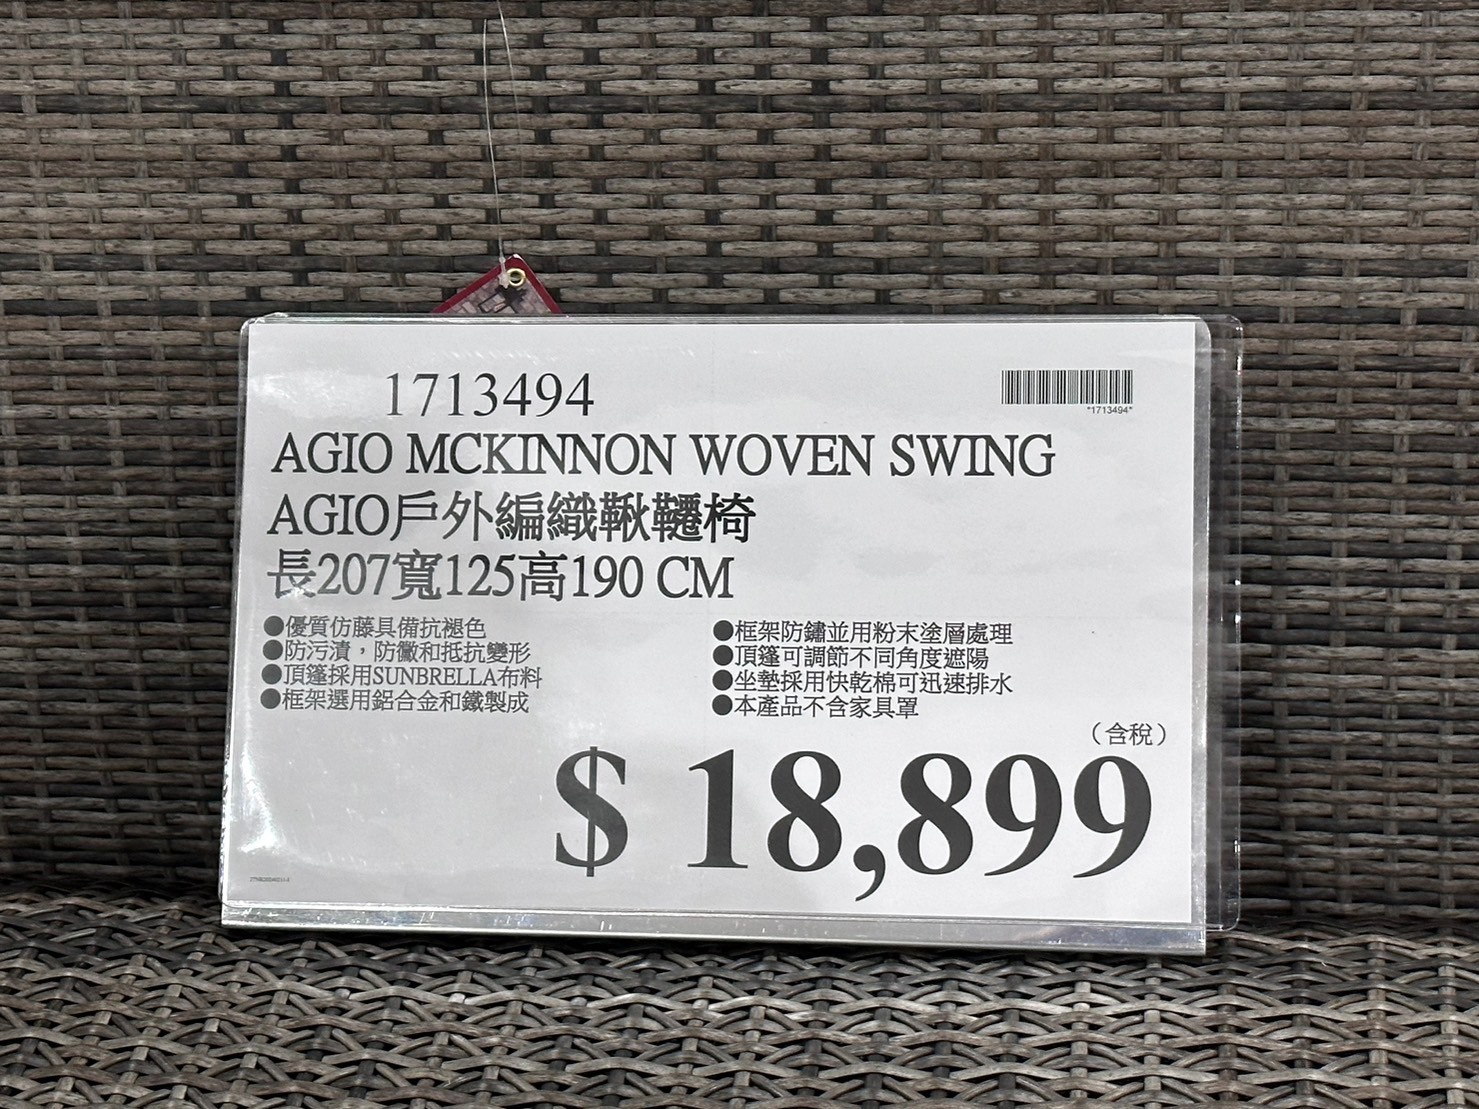 1713494
"1713494"
AGIO MCKINNON WOVEN SWING
AGIO戶外編織鞦韆椅
長207寬125高190 CM
●優質仿藤具備抗褪色
●防污漬，防黴和抵抗變形
●頂篷採用SUNBRELLA布料
●框架選用鋁合金和鐵製成
●框架防鏽並用粉末塗層處理
●頂篷可調節不同角度遮陽
●坐墊採用快乾棉可迅速排水
●本產品不含家具罩
（含稅）
$ 18,899